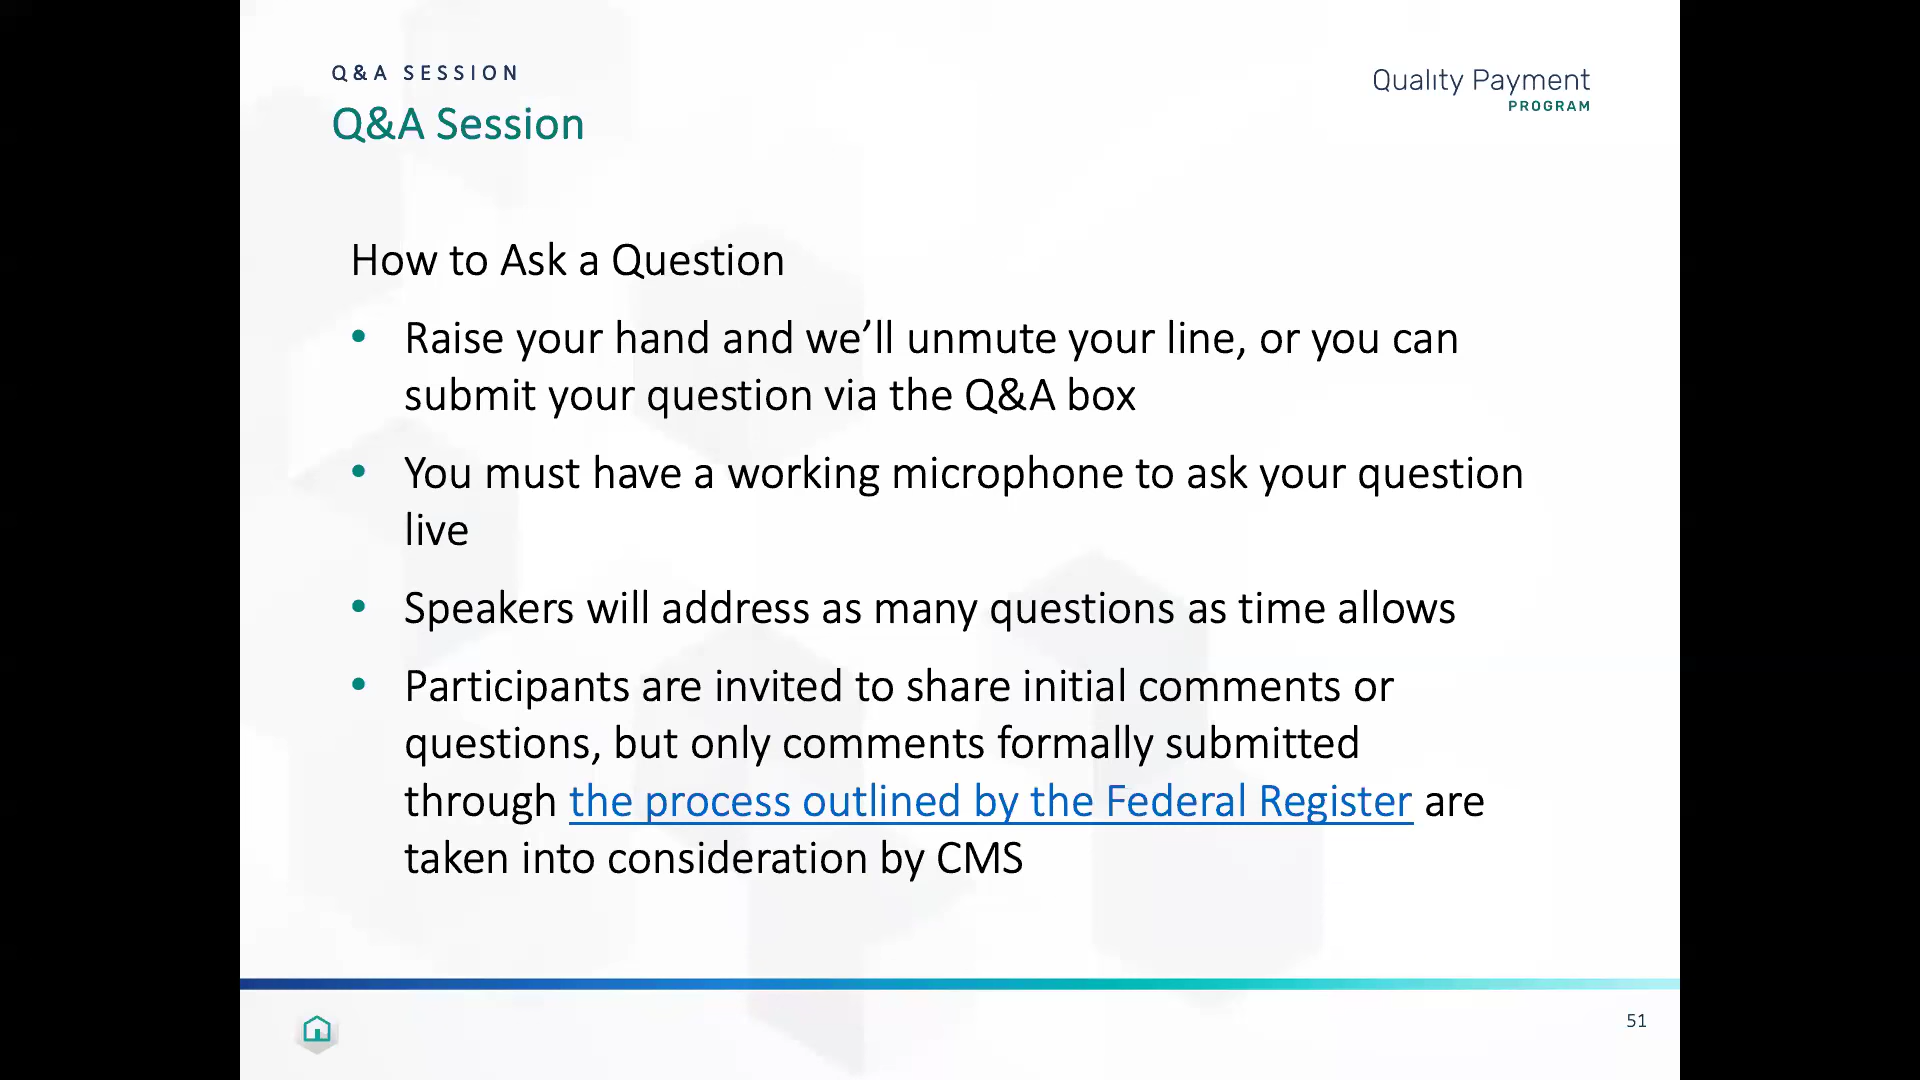 Q&A SESSION
Q&A Session
Quality Payment
PROGRAM
How to Ask a Question
• Raise your hand and we’ll unmute your line, or you can
submit your question via the Q&A box
• You must have a working microphone to ask your question
live
• Speakers will address as many questions as time allows
• Participants are invited to share initial comments or
questions, but only comments formally submitted
through the process outlined by the Federal Register are
taken into consideration by CMS
51